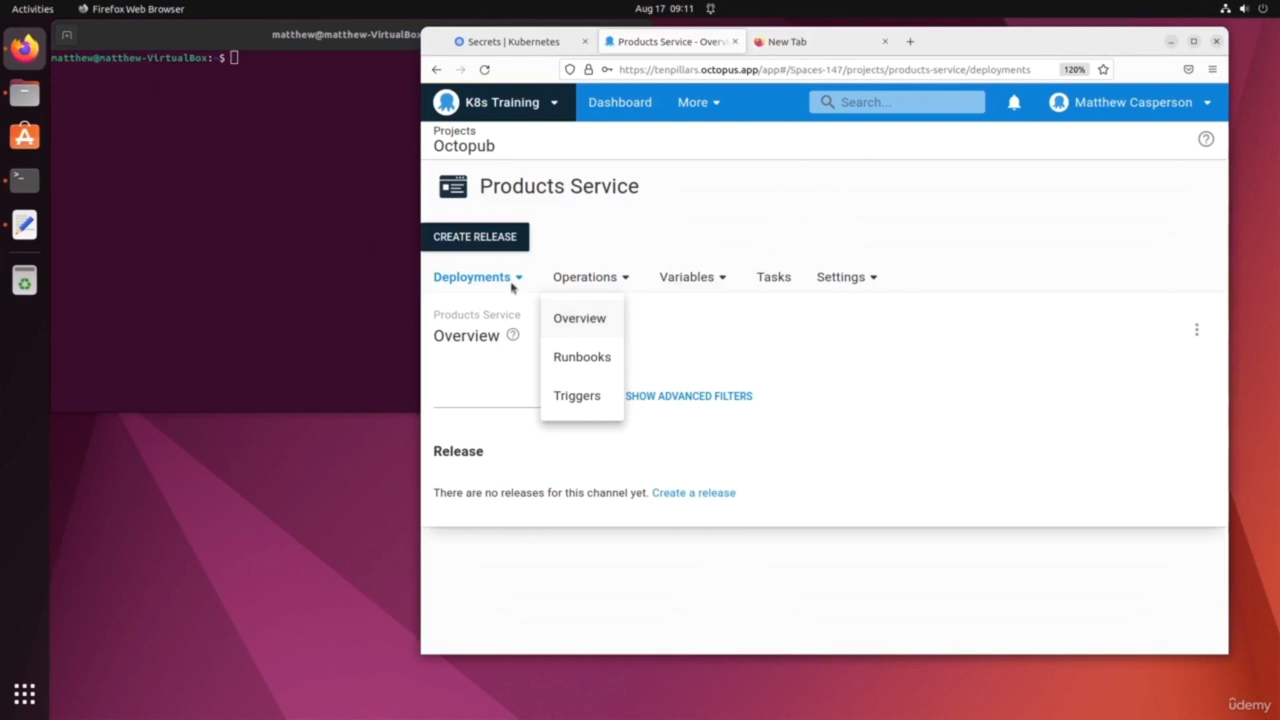 Activities
Firefox Web Browser
Aug 17 09:11
matthew@matthew-VirtualBox
matthew@matthew-VirtualBox:~$
Secrets | Kubernetes
Products Service - Overvi
New Tab
https://tenpillars.octopus.app/app#/Spaces-147/projects/products-service/deployments
120%
K8s Training
Dashboard
More
Search...
Matthew Casperson
Projects
Octopub
Products Service
CREATE RELEASE
Deployments
Operations
Variables
Tasks
Settings
Products Service
Overview
Overview
Runbooks
Triggers
SHOW ADVANCED FILTERS
Release
There are no releases for this channel yet. Create a release
ûdemy